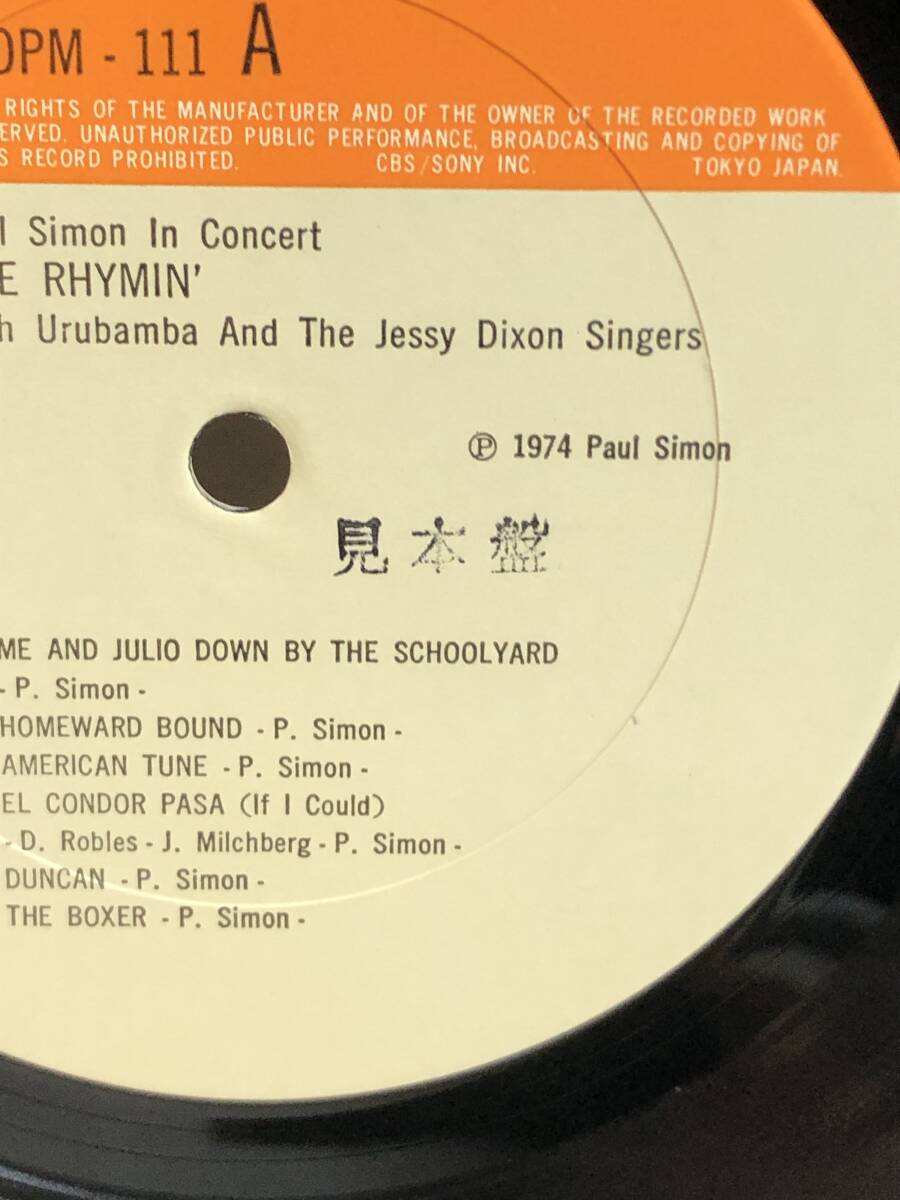 OPM - 111 A
RIGHTS OF THE MANUFACTURER AND OF THE OWNER OF THE RECORDED WORK
ERVED. UNAUTHORIZED PUBLIC PERFORMANCE, BROADCASTING AND COPYING OF
S RECORD PROHIBITED. CBS/SONY INC. TOKYO JAPAN.
l Simon In Concert
E RHYMIN'
h Urubamba And The Jessy Dixon Singers
℗ 1974 Paul Simon
見本盤
ME AND JULIO DOWN BY THE SCHOOLYARD
- P. Simon -
HOMEWARD BOUND - P. Simon -
AMERICAN TUNE - P. Simon -
EL CONDOR PASA (If I Could)
- D. Robles - J. Milchberg - P. Simon -
DUNCAN - P. Simon -
THE BOXER - P. Simon -